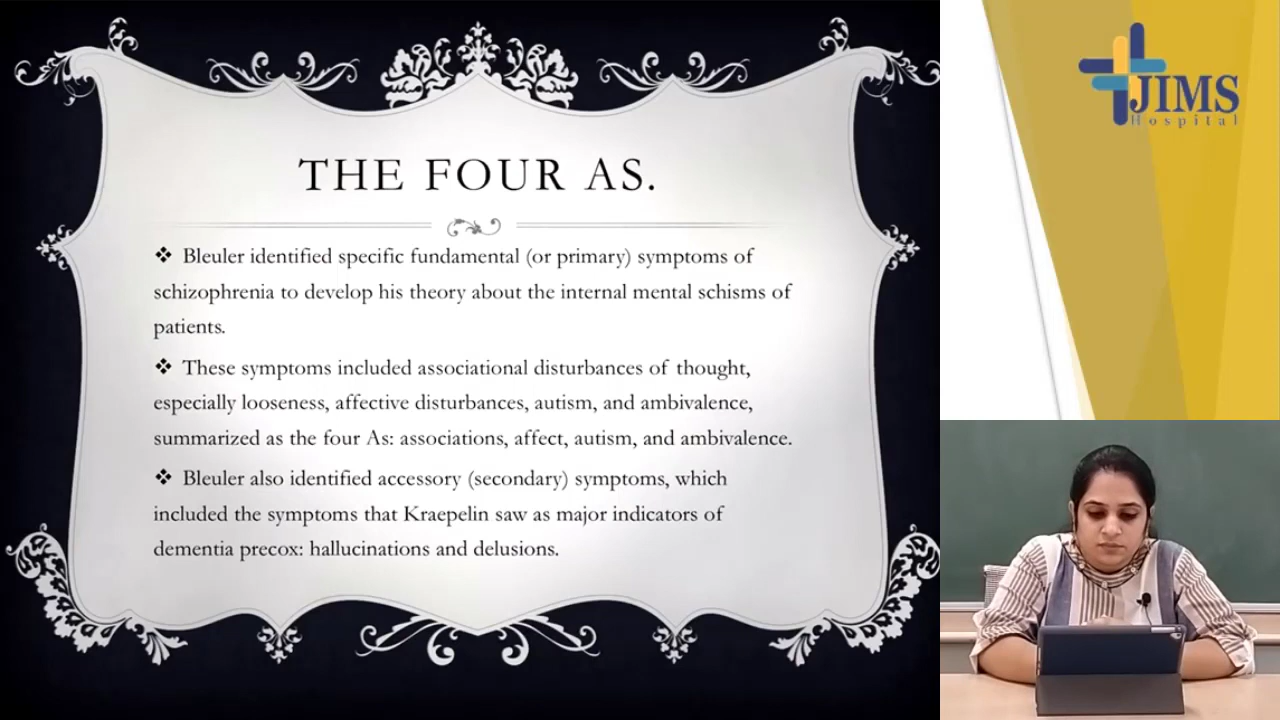 THE FOUR AS.
❖ Bleuler identified specific fundamental (or primary) symptoms of
schizophrenia to develop his theory about the internal mental schisms of
patients.
❖ These symptoms included associational disturbances of thought,
especially looseness, affective disturbances, autism, and ambivalence,
summarized as the four As: associations, affect, autism, and ambivalence.
❖ Bleuler also identified accessory (secondary) symptoms, which
included the symptoms that Kraepelin saw as major indicators of
dementia precox: hallucinations and delusions.
JIMS
Hospital